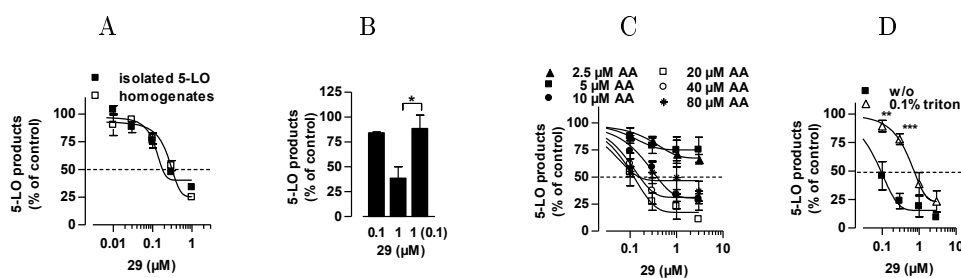 A
isolated 5-LO
homogenates
5-LO products
(% of control)
100
75
50
25
0
0.01
0.1
1
29 (µM)
B
5-LO products
(% of control)
125
100
75
50
25
0
*
0.1
1
1 (0.1)
29 (µM)
C
2.5 µM AA
5 µM AA
10 µM AA
20 µM AA
40 µM AA
80 µM AA
5-LO products
(% of control)
100
75
50
25
0
0.1
1
10
29 (µM)
D
w/o
0.1% triton
**
***
5-LO products
(% of control)
100
75
50
25
0
0.1
1
10
29 (µM)